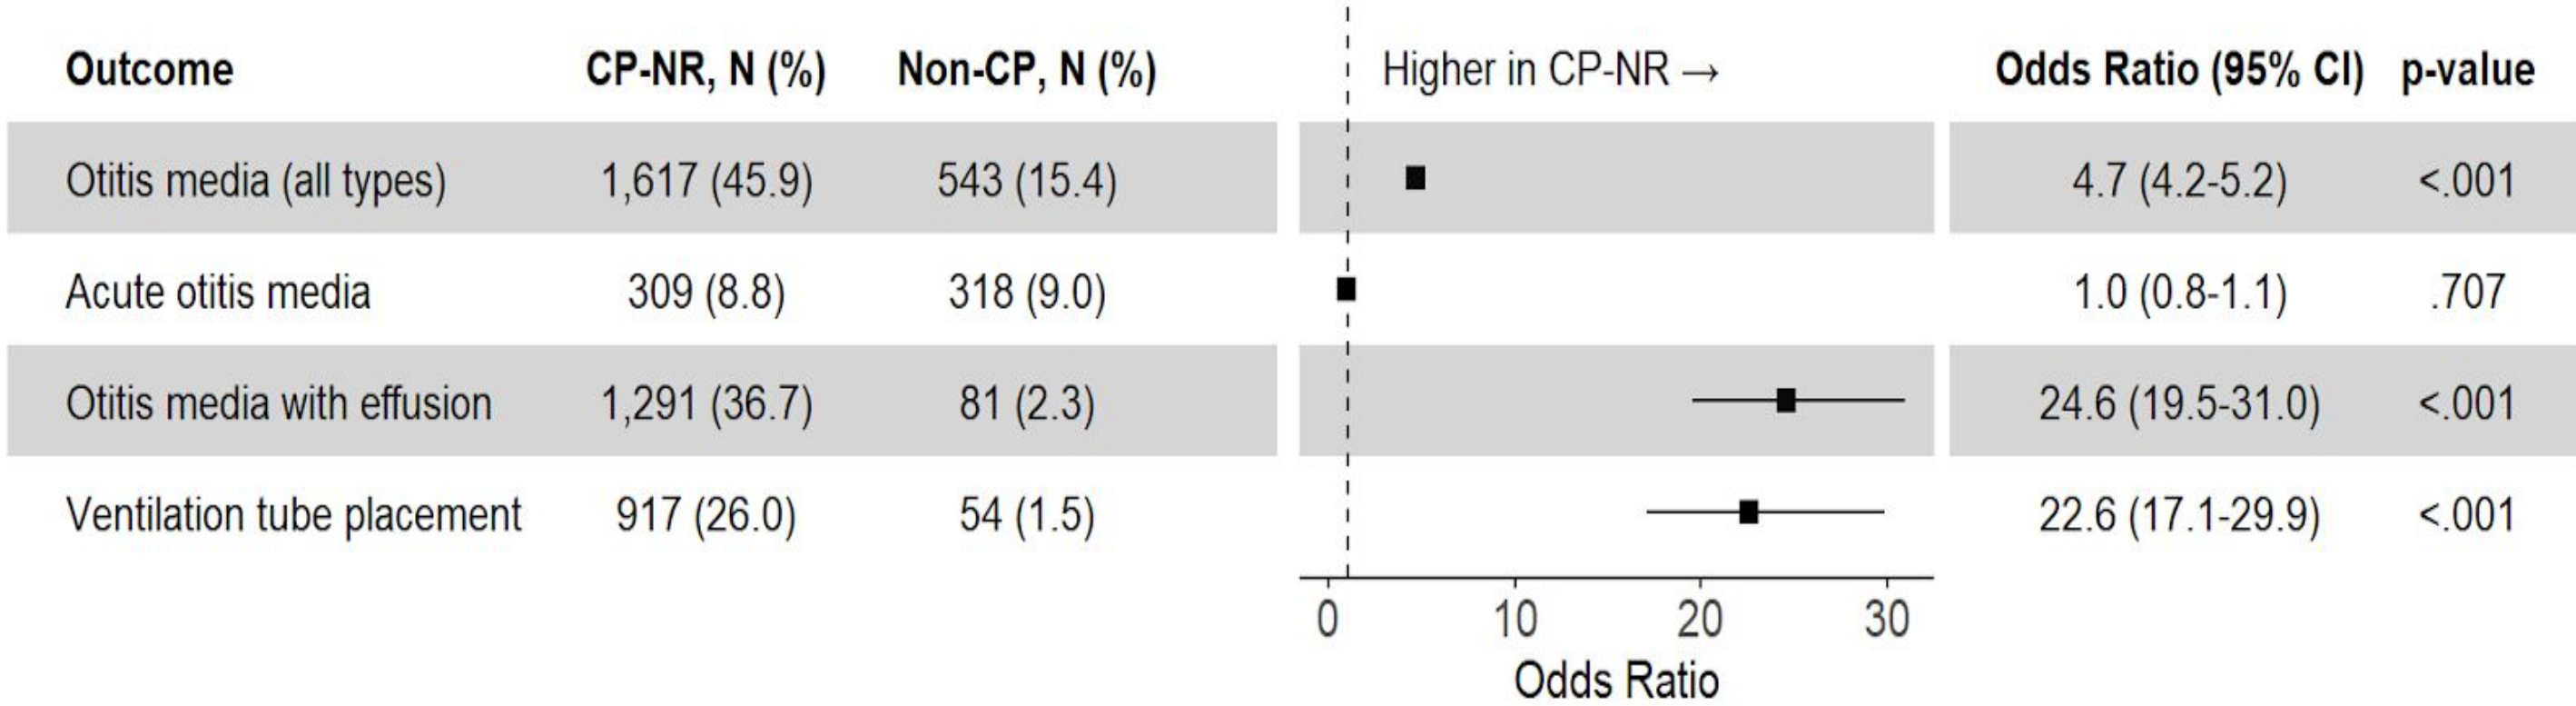 Outcome CP-NR, N (%) Non-CP, N (%) Higher in CP-NR → Odds Ratio (95% CI) p-value
Otitis media (all types) 1,617 (45.9) 543 (15.4) 4.7 (4.2-5.2) <.001
Acute otitis media 309 (8.8) 318 (9.0) 1.0 (0.8-1.1) .707
Otitis media with effusion 1,291 (36.7) 81 (2.3) 24.6 (19.5-31.0) <.001
Ventilation tube placement 917 (26.0) 54 (1.5) 22.6 (17.1-29.9) <.001
0 10 20 30
Odds Ratio